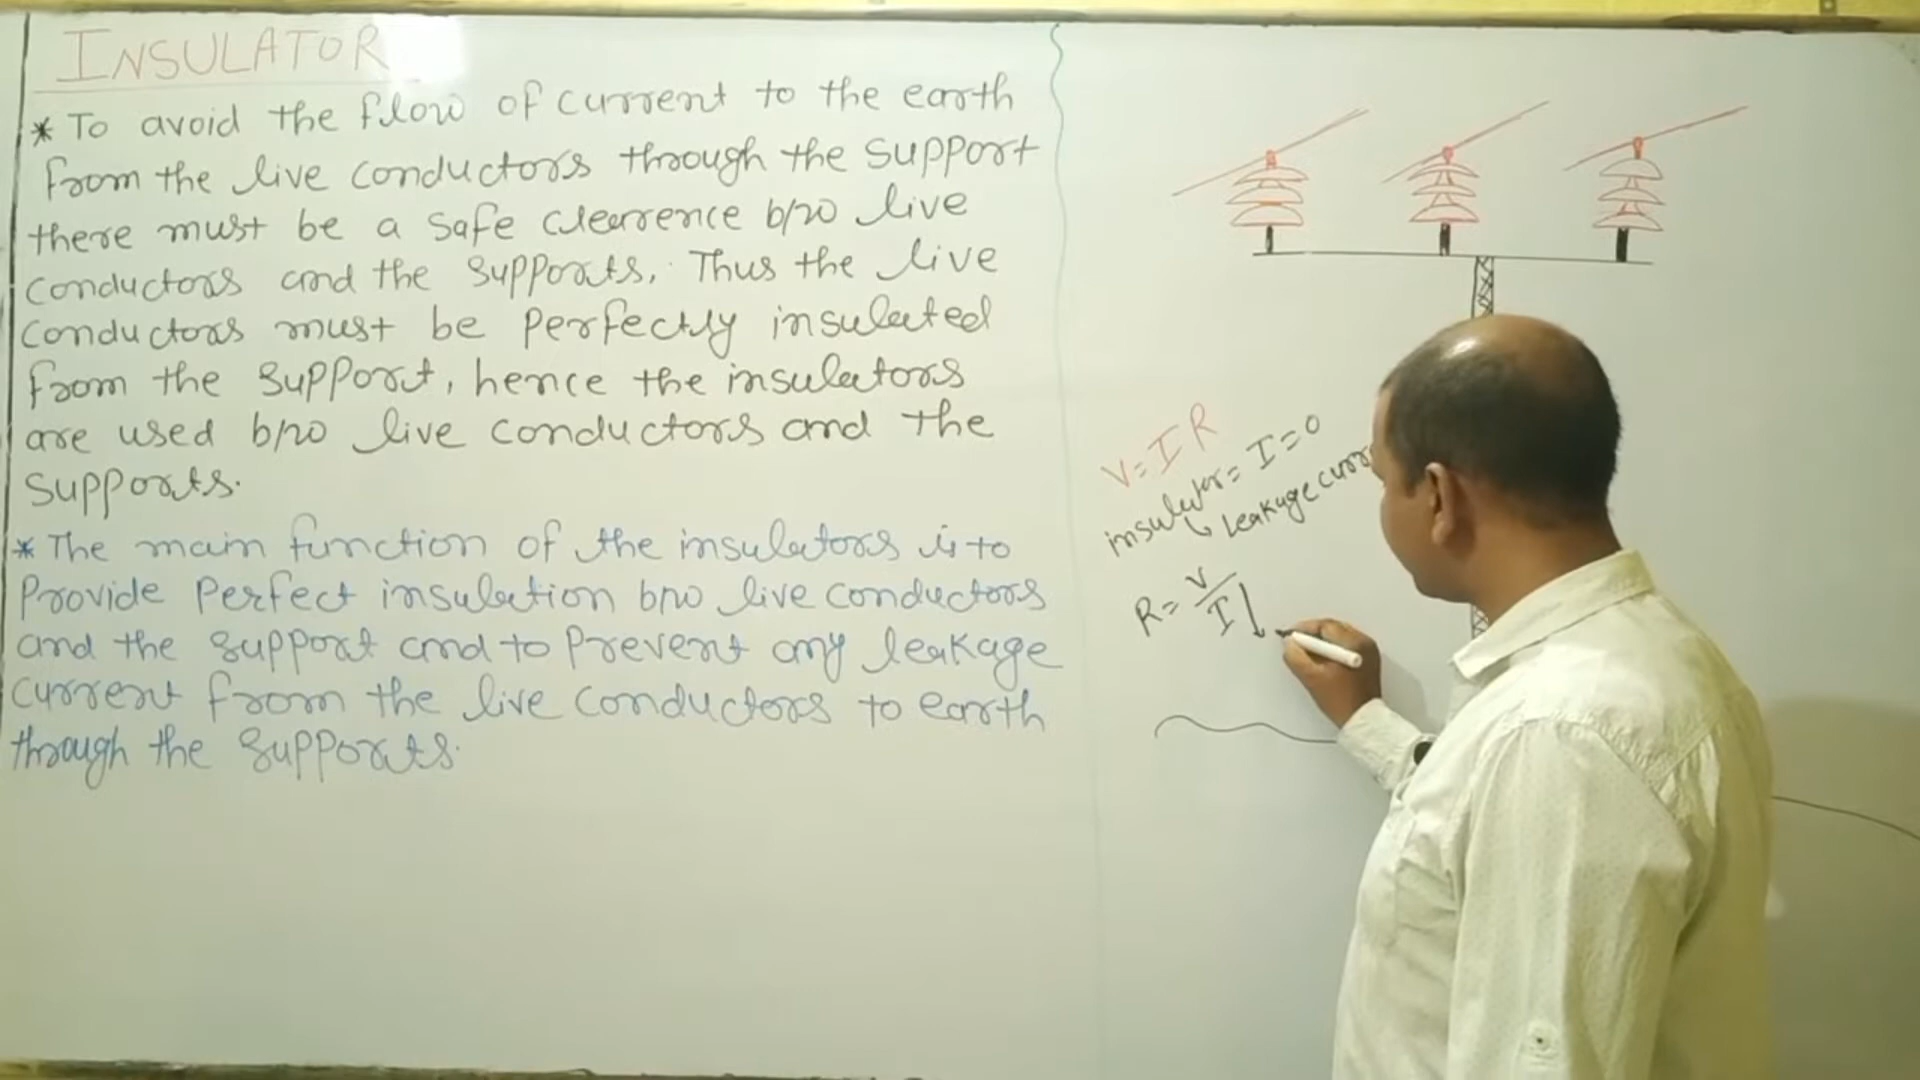 INSULATOR
* To avoid the flow of current to the earth
from the live conductors through the support
there must be a safe clearence b/w live
conductors and the supports. Thus the live
conductors must be perfectly insulated
from the support, hence the insulators
are used b/w live conductors and the
supports.
* The main function of the insulators is to
Provide Perfect insulation b/w live conductors
and the support and to prevent any leakage
current from the live conductors to earth
through the supports.
V = IR
insulator = I = 0
↳ Leakage curr
R = V/I ↓